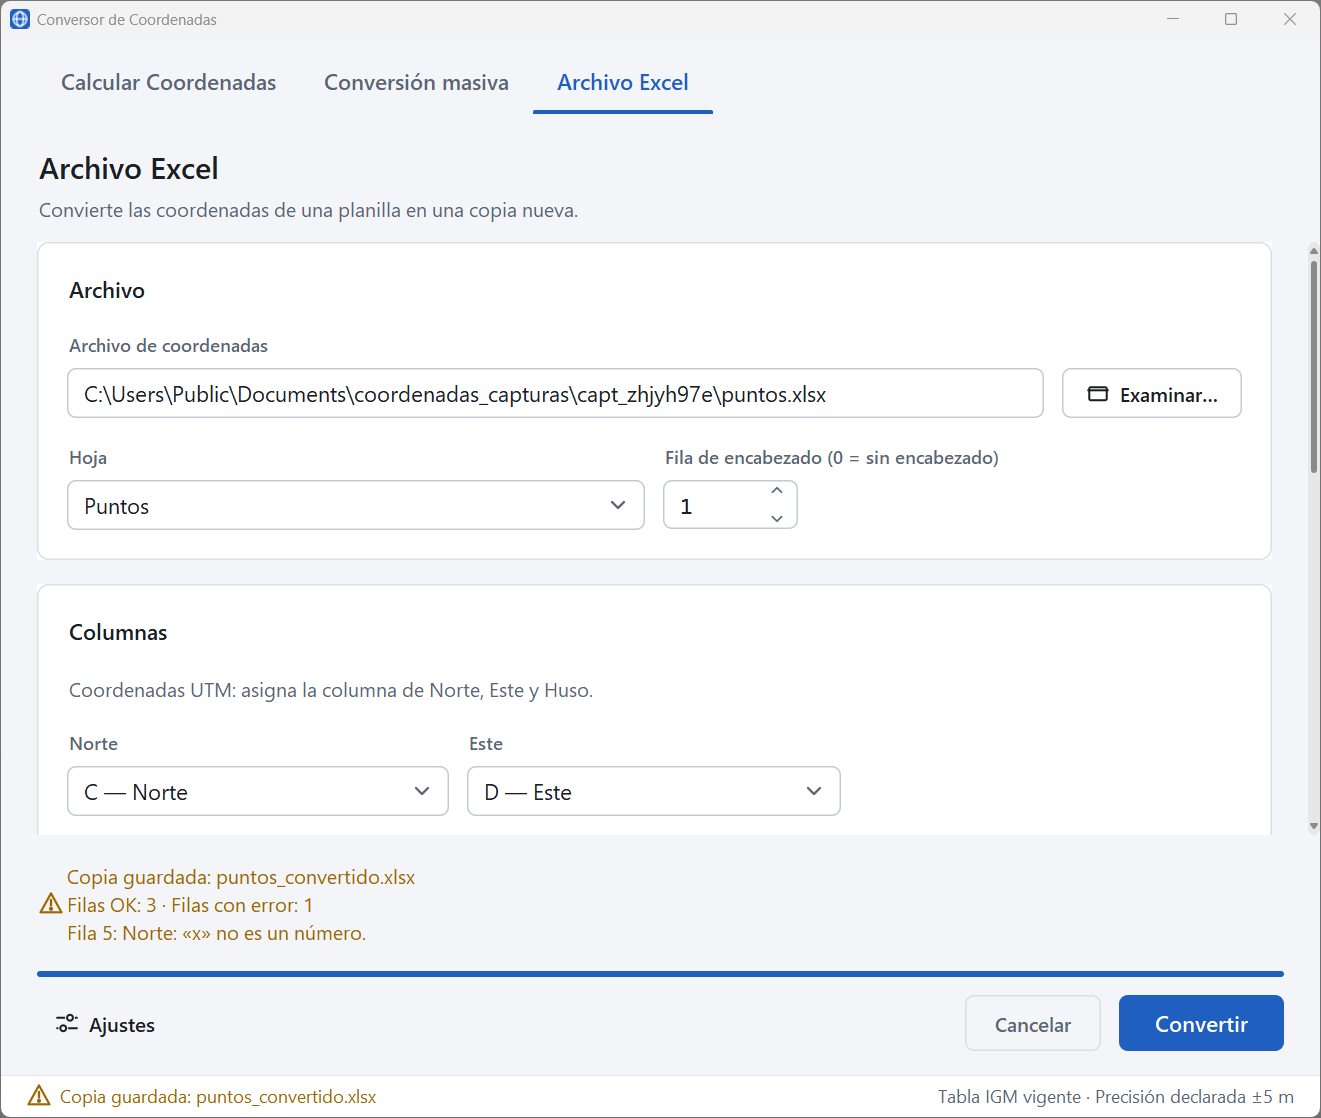 Conversor de Coordenadas
Calcular Coordenadas
Conversión masiva
Archivo Excel
Archivo Excel
Convierte las coordenadas de una planilla en una copia nueva.
Archivo
Archivo de coordenadas
C:\Users\Public\Documents\coordenadas_capturas\capt_zhjyh97e\puntos.xlsx
Examinar...
Hoja
Fila de encabezado (0 = sin encabezado)
Puntos
1
Columnas
Coordenadas UTM: asigna la columna de Norte, Este y Huso.
Norte
Este
C — Norte
D — Este
Copia guardada: puntos_convertido.xlsx
Filas OK: 3 · Filas con error: 1
Fila 5: Norte: «x» no es un número.
Ajustes
Cancelar
Convertir
Copia guardada: puntos_convertido.xlsx
Tabla IGM vigente · Precisión declarada ±5 m